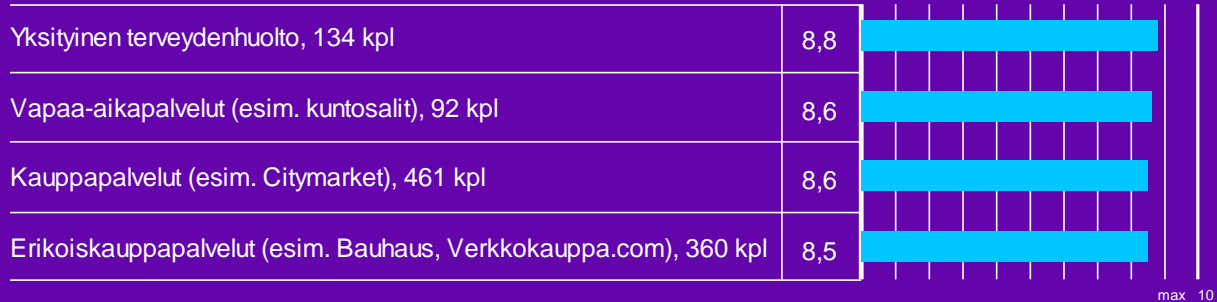 Yksityinen terveydenhuolto, 134 kpl 8,8
Vapaa-aikapalvelut (esim. kuntosalit), 92 kpl 8,6
Kauppapalvelut (esim. Citymarket), 461 kpl 8,6
Erikoiskauppapalvelut (esim. Bauhaus, Verkkokauppa.com), 360 kpl 8,5
max 10